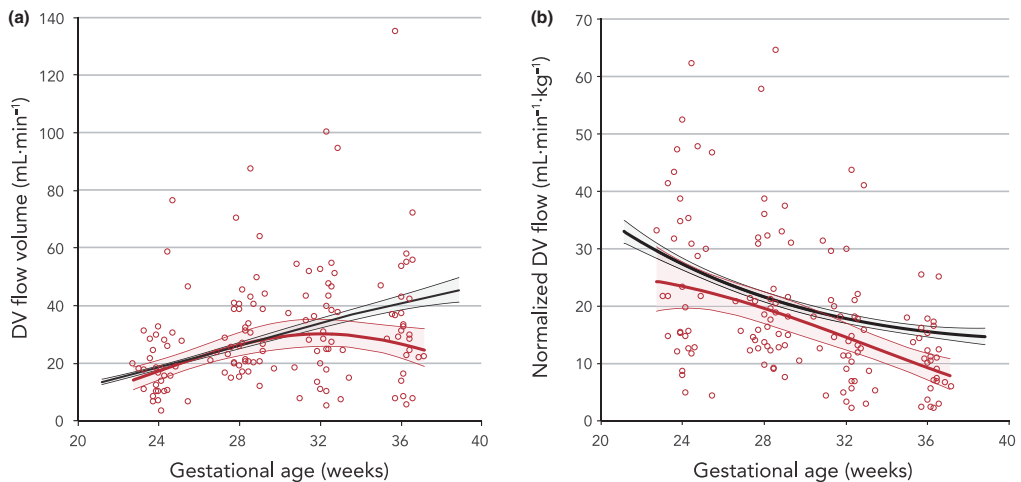 (a)
140
120
100
80
60
40
20
0
20 24 28 32 36 40
DV flow volume (mL·min⁻¹)
Gestational age (weeks)
(b)
70
60
50
40
30
20
10
0
20 24 28 32 36 40
Normalized DV flow (mL·min⁻¹·kg⁻¹)
Gestational age (weeks)